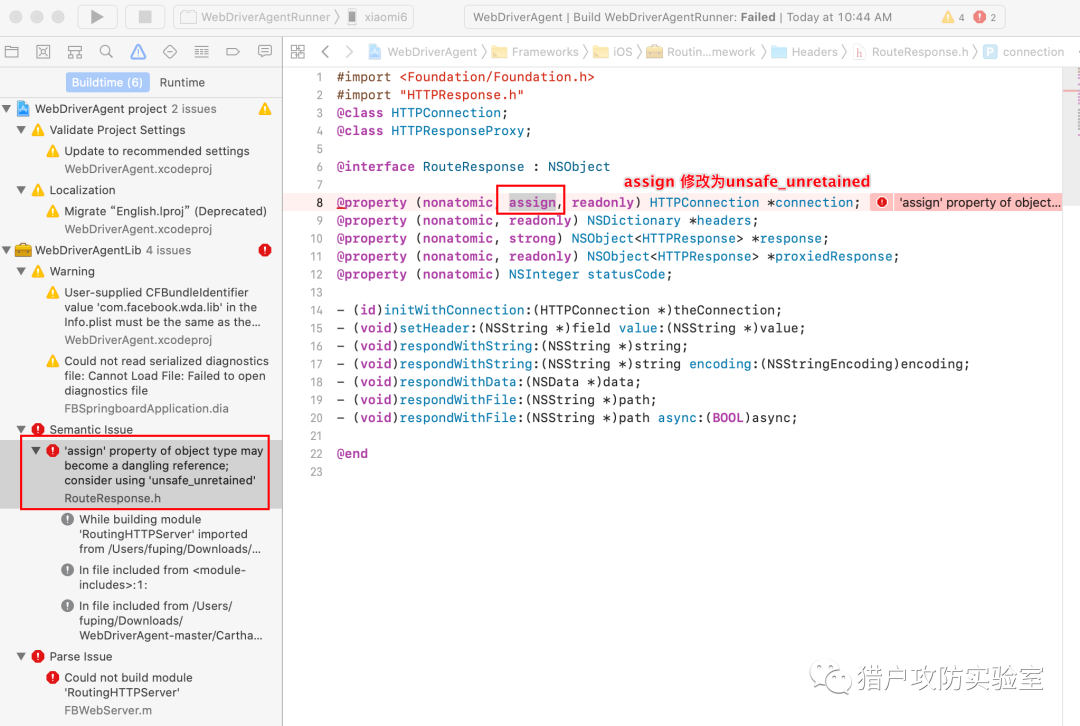 WebDriverAgentRunner 〉 xiaomi6
WebDriverAgent | Build WebDriverAgentRunner: Failed | Today at 10:44 AM 4 2
WebDriverAgent 〉 Frameworks 〉 iOS 〉 Routin...mework 〉 Headers 〉 h RouteResponse.h 〉 P connection
Buildtime (6) Runtime
WebDriverAgent project 2 issues
Validate Project Settings
Update to recommended settings
WebDriverAgent.xcodeproj
Localization
Migrate “English.lproj” (Deprecated)
WebDriverAgent.xcodeproj
WebDriverAgentLib 4 issues
Warning
User-supplied CFBundleIdentifier
value 'com.facebook.wda.lib' in the
Info.plist must be the same as the...
WebDriverAgent.xcodeproj
Could not read serialized diagnostics
file: Cannot Load File: Failed to open
diagnostics file
FBSpringboardApplication.dia
Semantic Issue
'assign' property of object type may
become a dangling reference;
consider using 'unsafe_unretained'
RouteResponse.h
While building module
'RoutingHTTPServer' imported
from /Users/fuping/Downloads/...
In file included from <module-
includes>:1:
In file included from /Users/
fuping/Downloads/
WebDriverAgent-master/Cartha...
Parse Issue
Could not build module
'RoutingHTTPServer'
FBWebServer.m
1 #import <Foundation/Foundation.h>
2 #import "HTTPResponse.h"
3 @class HTTPConnection;
4 @class HTTPResponseProxy;
5
6 @interface RouteResponse : NSObject
7
assign 修改为unsafe_unretained
8 @property (nonatomic, assign, readonly) HTTPConnection *connection; 'assign' property of object...
9 @property (nonatomic, readonly) NSDictionary *headers;
10 @property (nonatomic, strong) NSObject<HTTPResponse> *response;
11 @property (nonatomic, readonly) NSObject<HTTPResponse> *proxiedResponse;
12 @property (nonatomic) NSInteger statusCode;
13
14 - (id)initWithConnection:(HTTPConnection *)theConnection;
15 - (void)setHeader:(NSString *)field value:(NSString *)value;
16 - (void)respondWithString:(NSString *)string;
17 - (void)respondWithString:(NSString *)string encoding:(NSStringEncoding)encoding;
18 - (void)respondWithData:(NSData *)data;
19 - (void)respondWithFile:(NSString *)path;
20 - (void)respondWithFile:(NSString *)path async:(BOOL)async;
21
22 @end
23
猎户攻防实验室